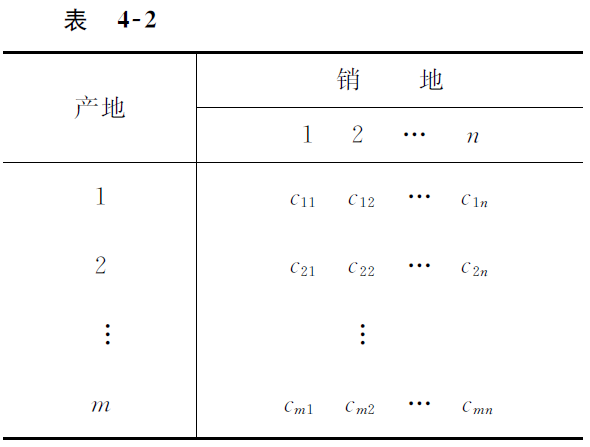 表 4-2
产地 销 地
1 2 … n
1 c11 c12 … c1n
2 c21 c22 … c2n
⋮ ⋮
m cm1 cm2 … cmn